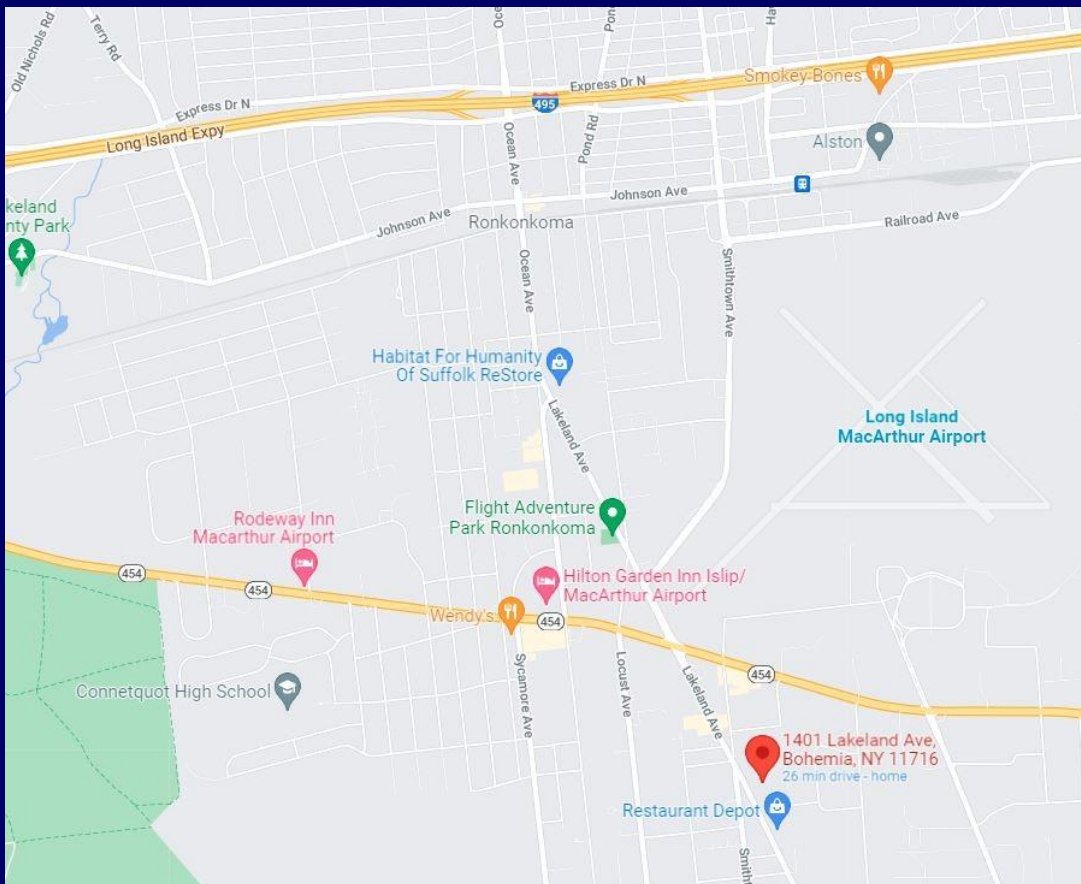 Old Nichols Rd
Terry Rd
Express Dr N
Long Island Expy
Express Dr N
495
Smokey Bones
Alston
Ocean Ave
Pond Rd
Johnson Ave
Johnson Ave
Ronkonkoma
Railroad Ave
Ocean Ave
Smithtown Ave
Habitat For Humanity
Of Suffolk ReStore
Lakeland Ave
Long Island
MacArthur Airport
Flight Adventure
Park Ronkonkoma
Rodeway Inn
Macarthur Airport
454
454
Hilton Garden Inn Islip/
MacArthur Airport
Wendy's
454
454
Connetquot High School
Sycamore Ave
Locust Ave
Lakeland Ave
1401 Lakeland Ave,
Bohemia, NY 11716
26 min drive - home
Restaurant Depot